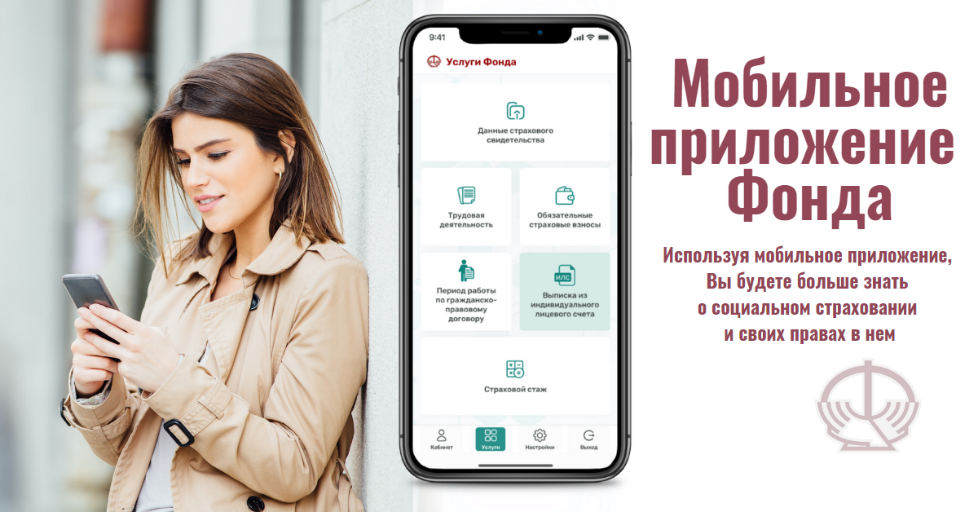 9:41
Услуги Фонда
Данные страхового
свидетельства
Трудовая
деятельность
Обязательные
страховые взносы
Период работы
по гражданско-
правовому
договору
ИЛС
Выписка из
индивидуального
лицевого счета
Страховой стаж
Кабинет
Услуги
Настройки
Выход
Мобильное
приложение
Фонда
Используя мобильное приложение,
Вы будете больше знать
о социальном страховании
и своих правах в нем